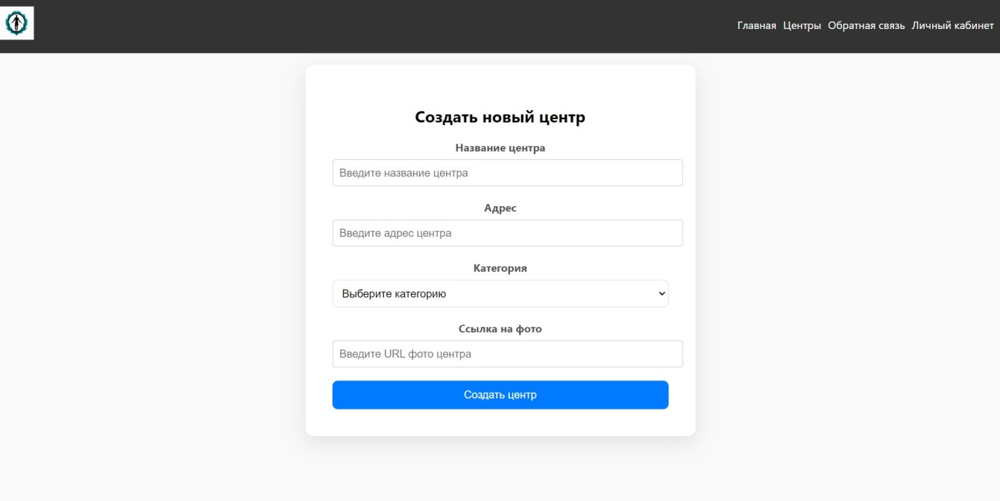 Главная Центры Обратная связь Личный кабинет
Создать новый центр
Название центра
Введите название центра
Адрес
Введите адрес центра
Категория
Выберите категорию
Ссылка на фото
Введите URL фото центра
Создать центр